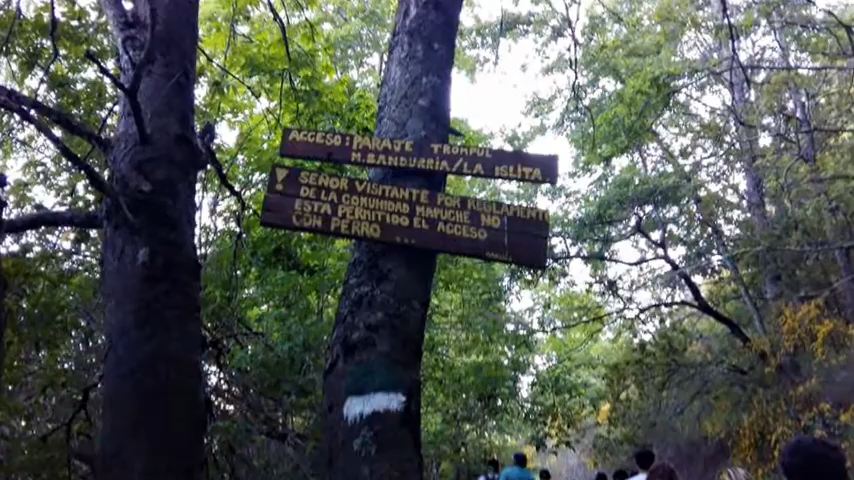 ACCESO: PARAJE TROMPUL
M. BANDURRIA/LA ISLITA
! SEÑOR VISITANTE POR REGLAMENTO
DE LA COMUNIDAD MAPUCHE NO
ESTÁ PERMITIDO EL ACCESO
CON PERRO...